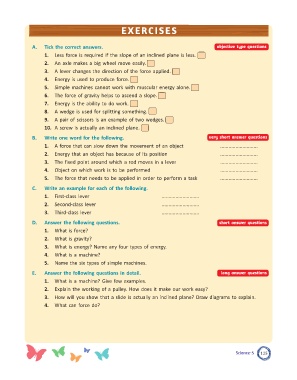 EXERCISES
A. Tick the correct answers. objective type questions
1. Less force is required if the slope of an inclined plane is less.
2. An axle makes a big wheel move easily.
3. A lever changes the direction of the force applied.
4. Energy is used to produce force.
5. Simple machines cannot work with muscular energy alone.
6. The force of gravity helps to ascend a slope.
7. Energy is the ability to do work.
8. A wedge is used for splitting something.
9. A pair of scissors is an example of two wedges.
10. A screw is actually an inclined plane.
B. Write one word for the following. very short answer questions
1. A force that can slow down the movement of an object
2. Energy that an object has because of its position
3. The fixed point around which a rod moves in a lever
4. Object on which work is to be performed
5. The force that needs to be applied in order to perform a task
C. Write an example for each of the following.
1. First-class lever
2. Second-class lever
3. Third-class lever
D. Answer the following questions. short answer questions
1. What is force?
2. What is gravity?
3. What is energy? Name any four types of energy.
4. What is a machine?
5. Name the six types of simple machines.
E. Answer the following questions in detail. long answer questions
1. What is a machine? Give few examples.
2. Explain the working of a pulley. How does it make our work easy?
3. How will you show that a slide is actually an inclined plane? Draw diagrams to explain.
4. What can force do?
Science-5